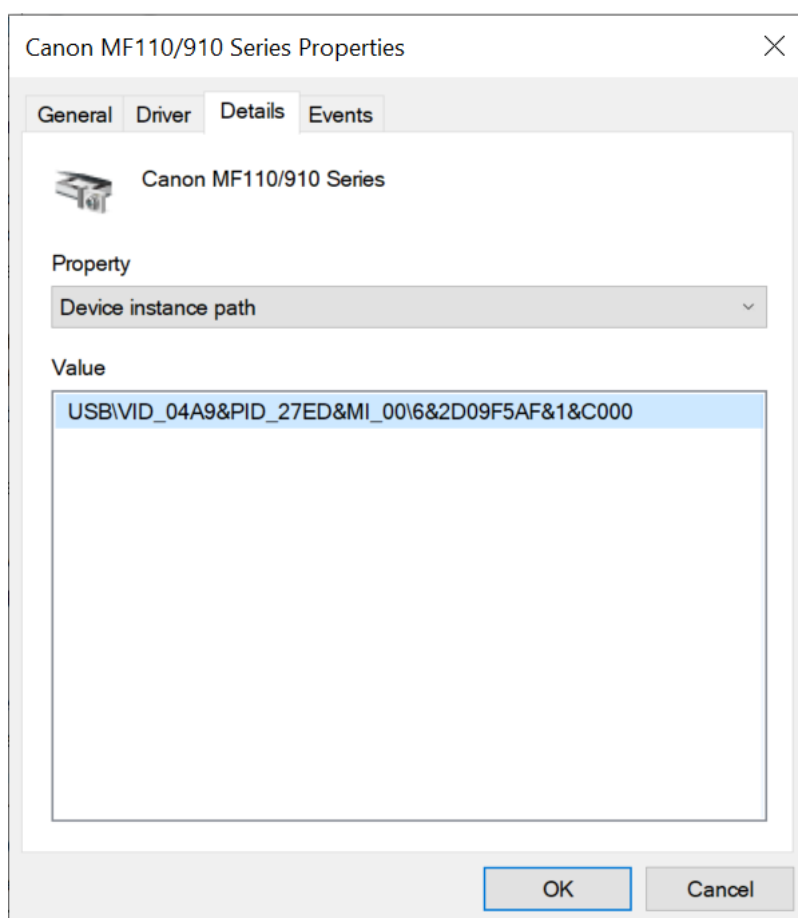 Canon MF110/910 Series Properties
General Driver Details Events
Canon MF110/910 Series
Property
Device instance path
Value
USB\VID_04A9&PID_27ED&MI_00\6&2D09F5AF&1&C000
OK Cancel